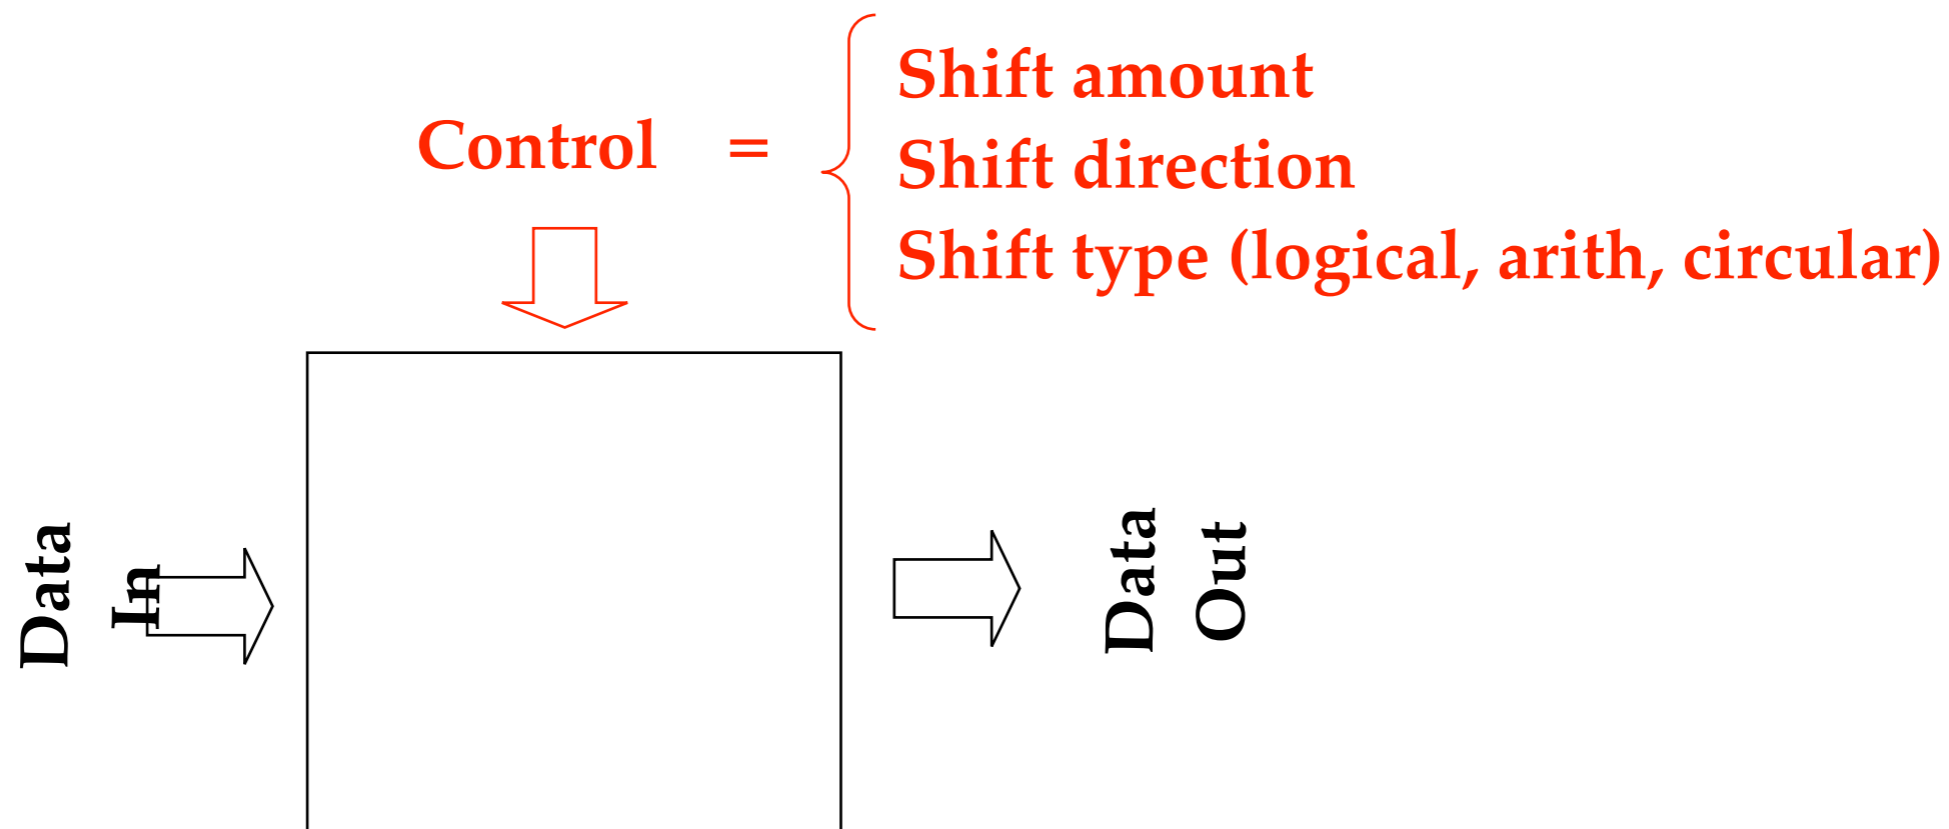 Shift amount
Control =
Shift direction
Shift type (logical, arith, circular)
Data
In
Data
Out